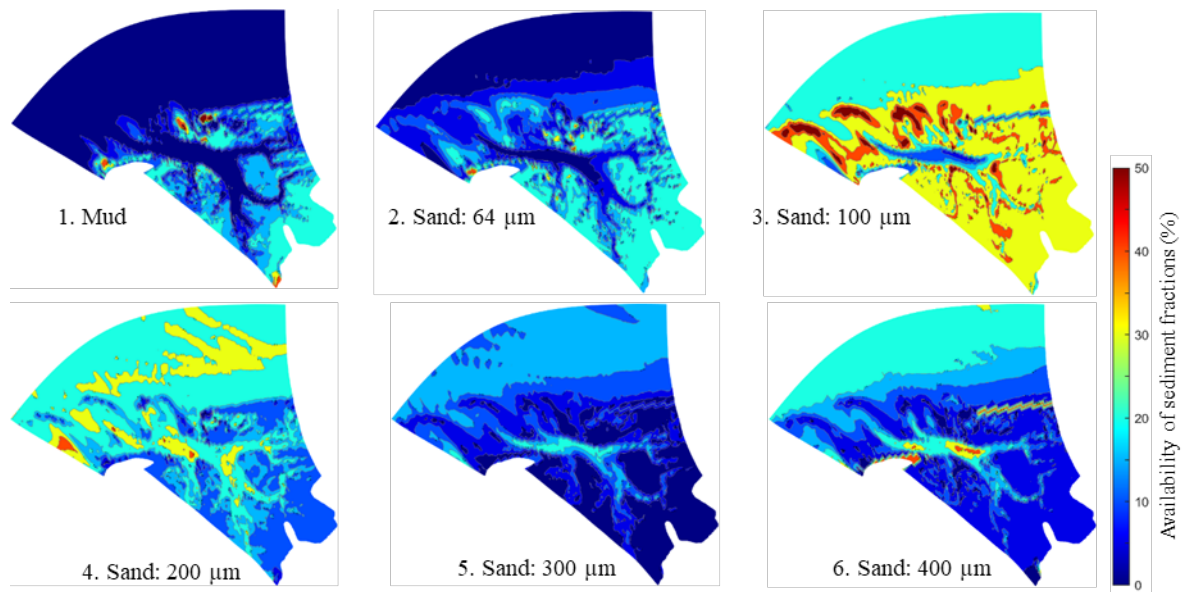 1. Mud
2. Sand: 64 µm
3. Sand: 100 µm
4. Sand: 200 µm
5. Sand: 300 µm
6. Sand: 400 µm
50
40
30
20
10
0
Availability of sediment fractions (%)